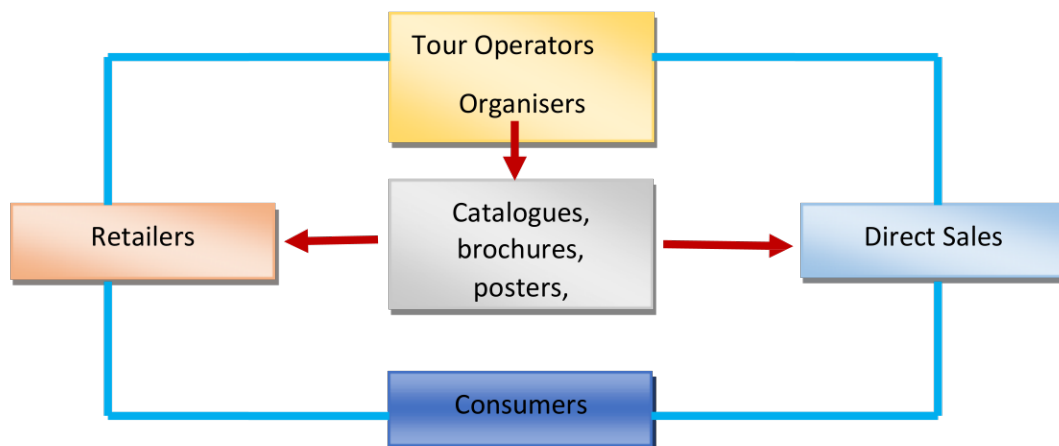 Tour Operators
Organisers
Retailers
Catalogues,
brochures,
posters,
Direct Sales
Consumers